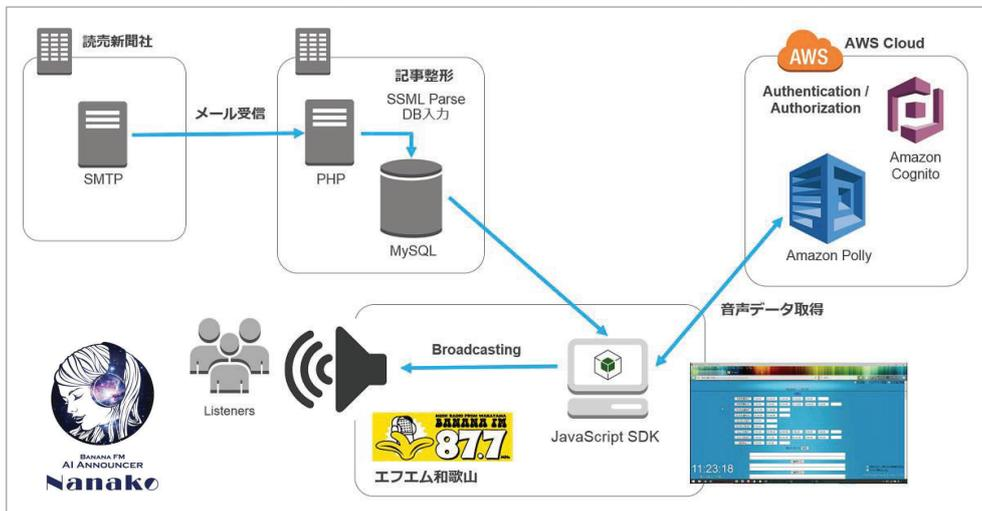 読売新聞社
SMTP
メール受信
記事整形
SSML Parse
DB入力
PHP
MySQL
AWS
AWS Cloud
Authentication /
Authorization
Amazon
Cognito
Amazon Polly
音声データ取得
Listeners
Broadcasting
JavaScript SDK
BANANA FM
87.7
エフエム和歌山
BANANA FM
AI ANNOUNCER
Nanako
11:23:18